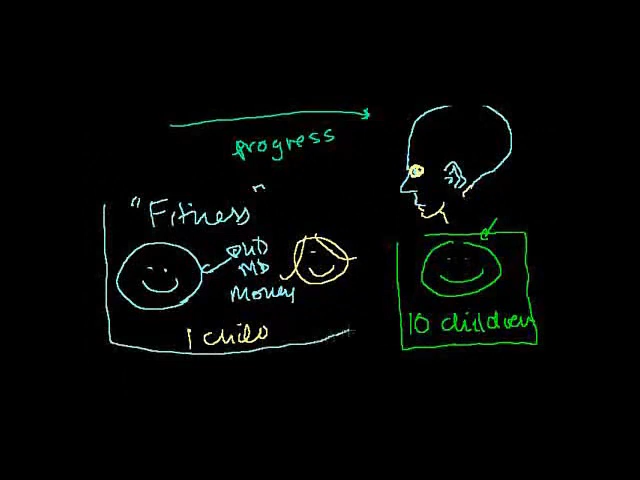 progress
"Fitness"
PHD
MD
Money
1 child
10 children